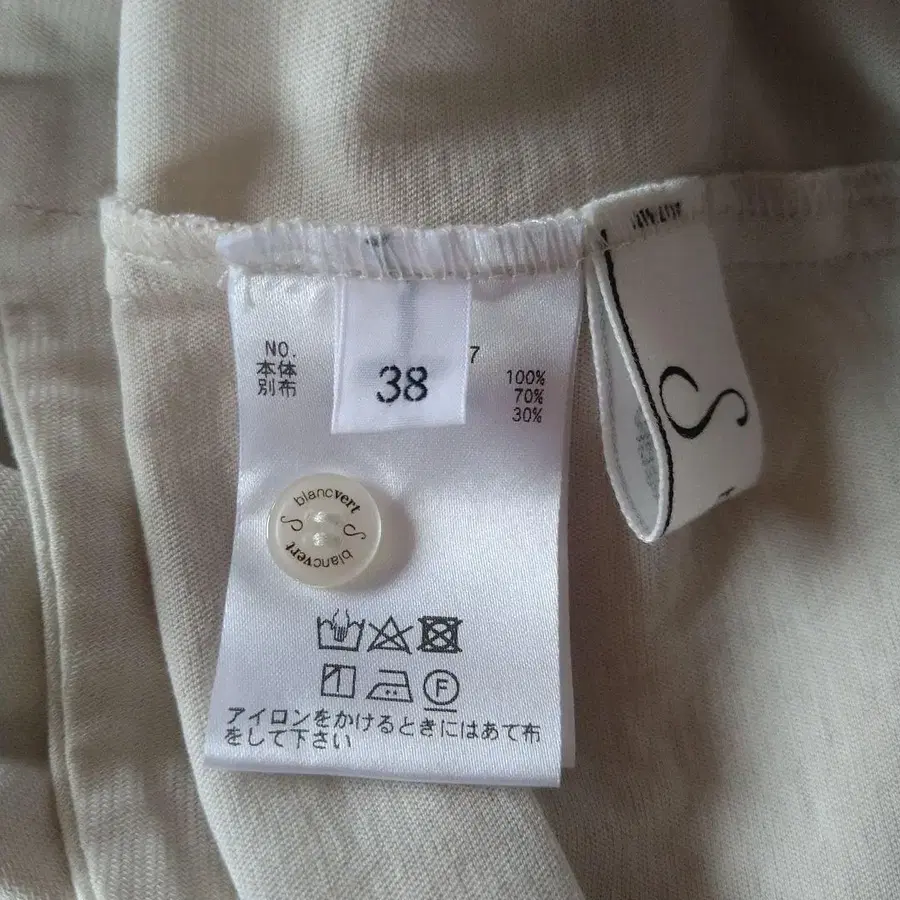 NO.
7
本体
100%
別布
70%
30%
38
blancvert
blancvert
F
アイロンをかけるときにはあて布
をして下さい
S